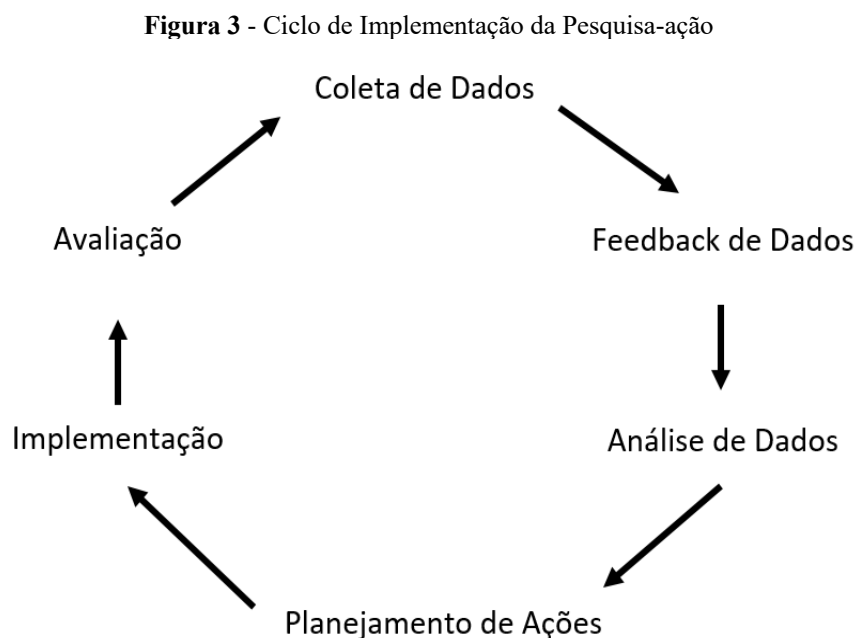 Figura 3 - Ciclo de Implementação da Pesquisa-ação
Coleta de Dados
Feedback de Dados
Análise de Dados
Planejamento de Ações
Implementação
Avaliação